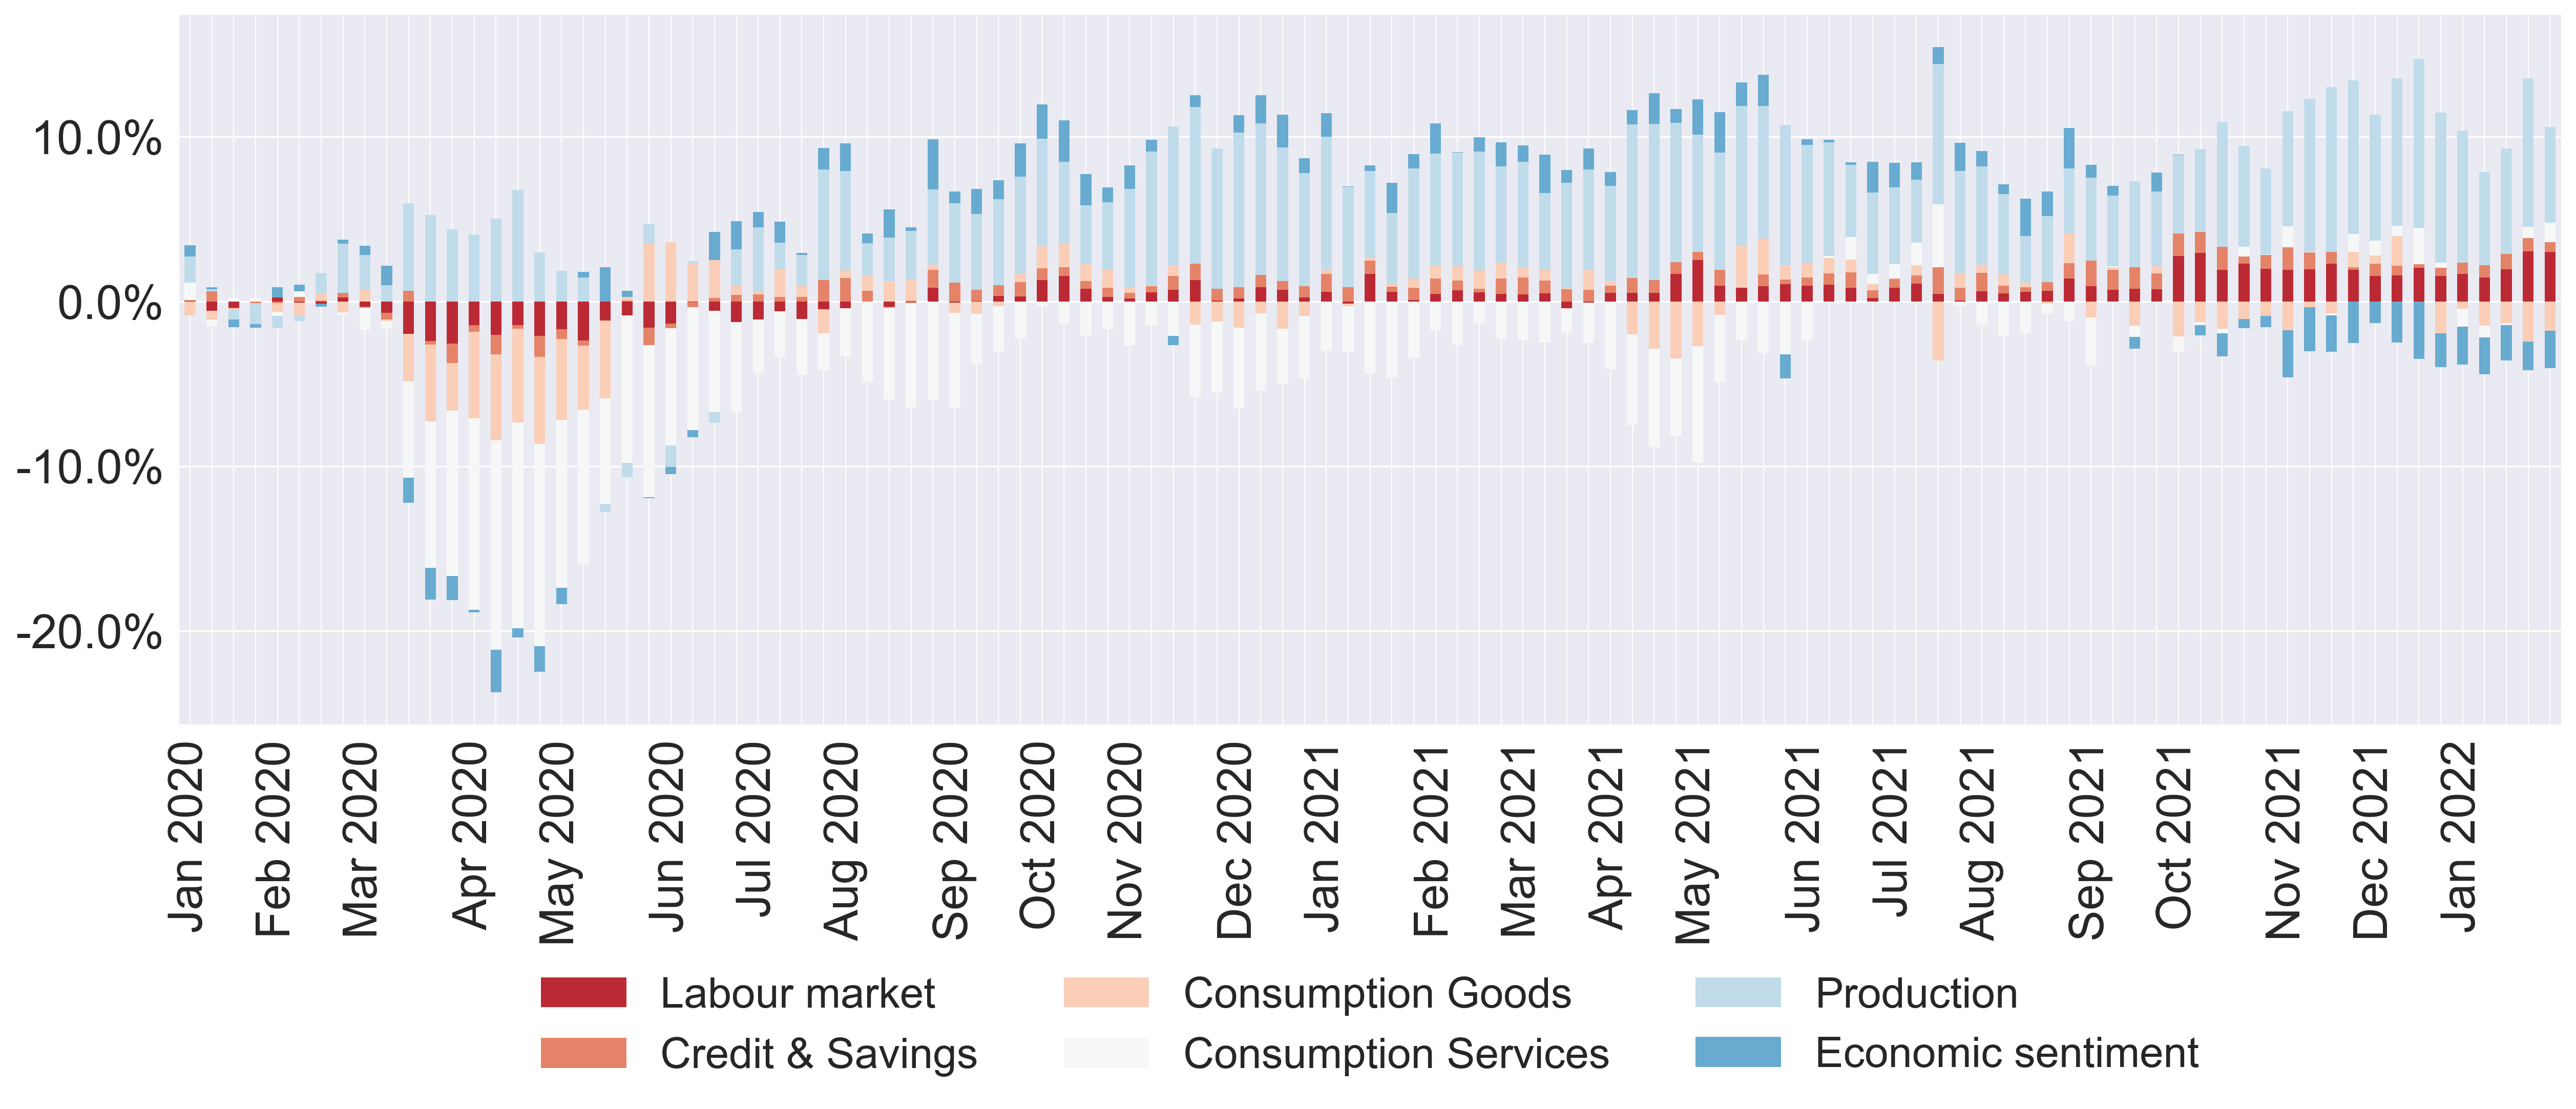 10.0%
0.0%
-10.0%
-20.0%
Jan 2020
Feb 2020
Mar 2020
Apr 2020
May 2020
Jun 2020
Jul 2020
Aug 2020
Sep 2020
Oct 2020
Nov 2020
Dec 2020
Jan 2021
Feb 2021
Mar 2021
Apr 2021
May 2021
Jun 2021
Jul 2021
Aug 2021
Sep 2021
Oct 2021
Nov 2021
Dec 2021
Jan 2022
Labour market
Credit & Savings
Consumption Goods
Consumption Services
Production
Economic sentiment